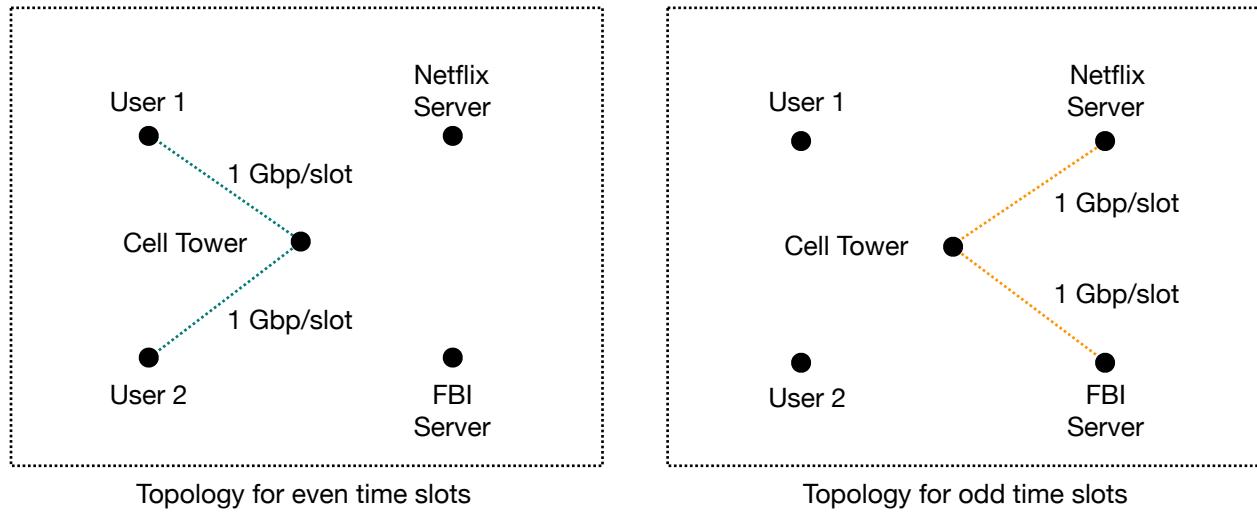 Netflix
Server
User 1
1 Gbp/slot
Cell Tower
1 Gbp/slot
User 2
FBI
Server
Topology for even time slots
Netflix
Server
User 1
1 Gbp/slot
Cell Tower
1 Gbp/slot
User 2
FBI
Server
Topology for odd time slots